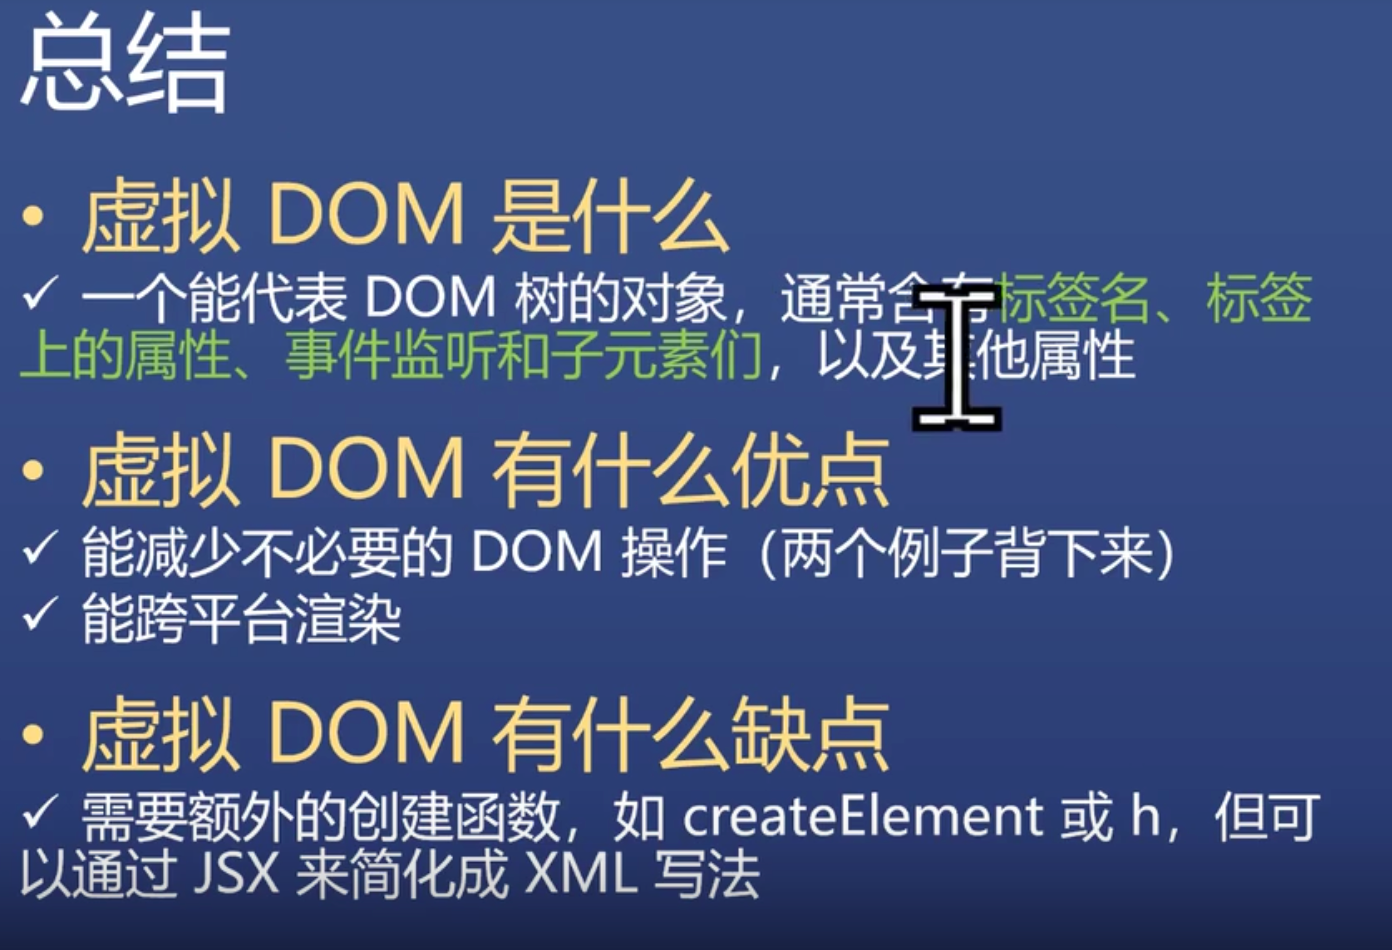 总结
• 虚拟 DOM 是什么
✓ 一个能代表 DOM 树的对象，通常含有标签名、标签
上的属性、事件监听和子元素们，以及其他属性
• 虚拟 DOM 有什么优点
✓ 能减少不必要的 DOM 操作（两个例子背下来）
✓ 能跨平台渲染
• 虚拟 DOM 有什么缺点
✓ 需要额外的创建函数，如 createElement 或 h，但可
以通过 JSX 来简化成 XML 写法